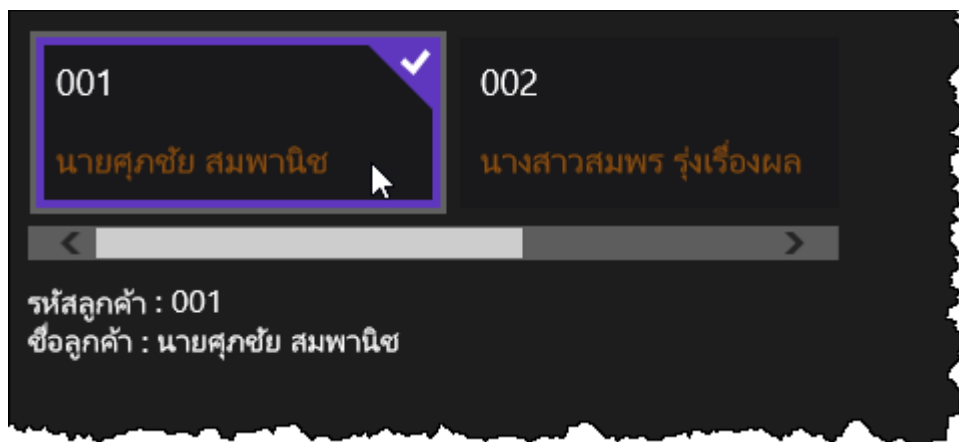 001
นายศุภชัย สมพานิช
002
นางสาวสมพร รุ่งเรื่องผล
รหัสลูกค้า : 001
ชื่อลูกค้า : นายศุภชัย สมพานิช